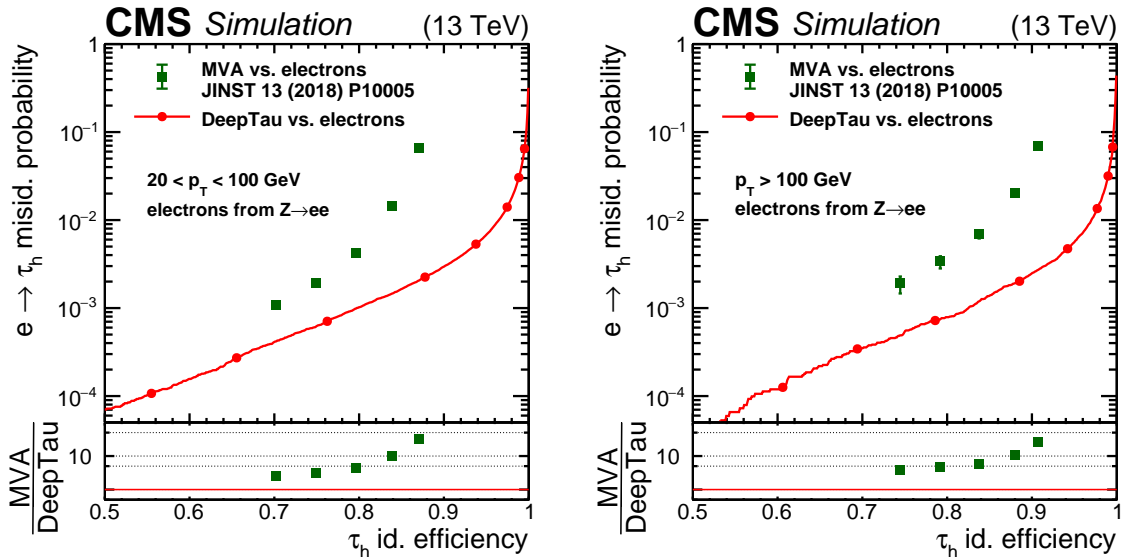 CMS Simulation (13 TeV)
e → τh misid. probability
1
10−1
10−2
10−3
10−4
MVA vs. electrons
JINST 13 (2018) P10005
DeepTau vs. electrons
20 < pT < 100 GeV
electrons from Z→ee
MVA
DeepTau
10
0.5 0.6 0.7 0.8 0.9 1
τh id. efficiency
CMS Simulation (13 TeV)
e → τh misid. probability
1
10−1
10−2
10−3
10−4
MVA vs. electrons
JINST 13 (2018) P10005
DeepTau vs. electrons
pT > 100 GeV
electrons from Z→ee
MVA
DeepTau
10
0.5 0.6 0.7 0.8 0.9 1
τh id. efficiency